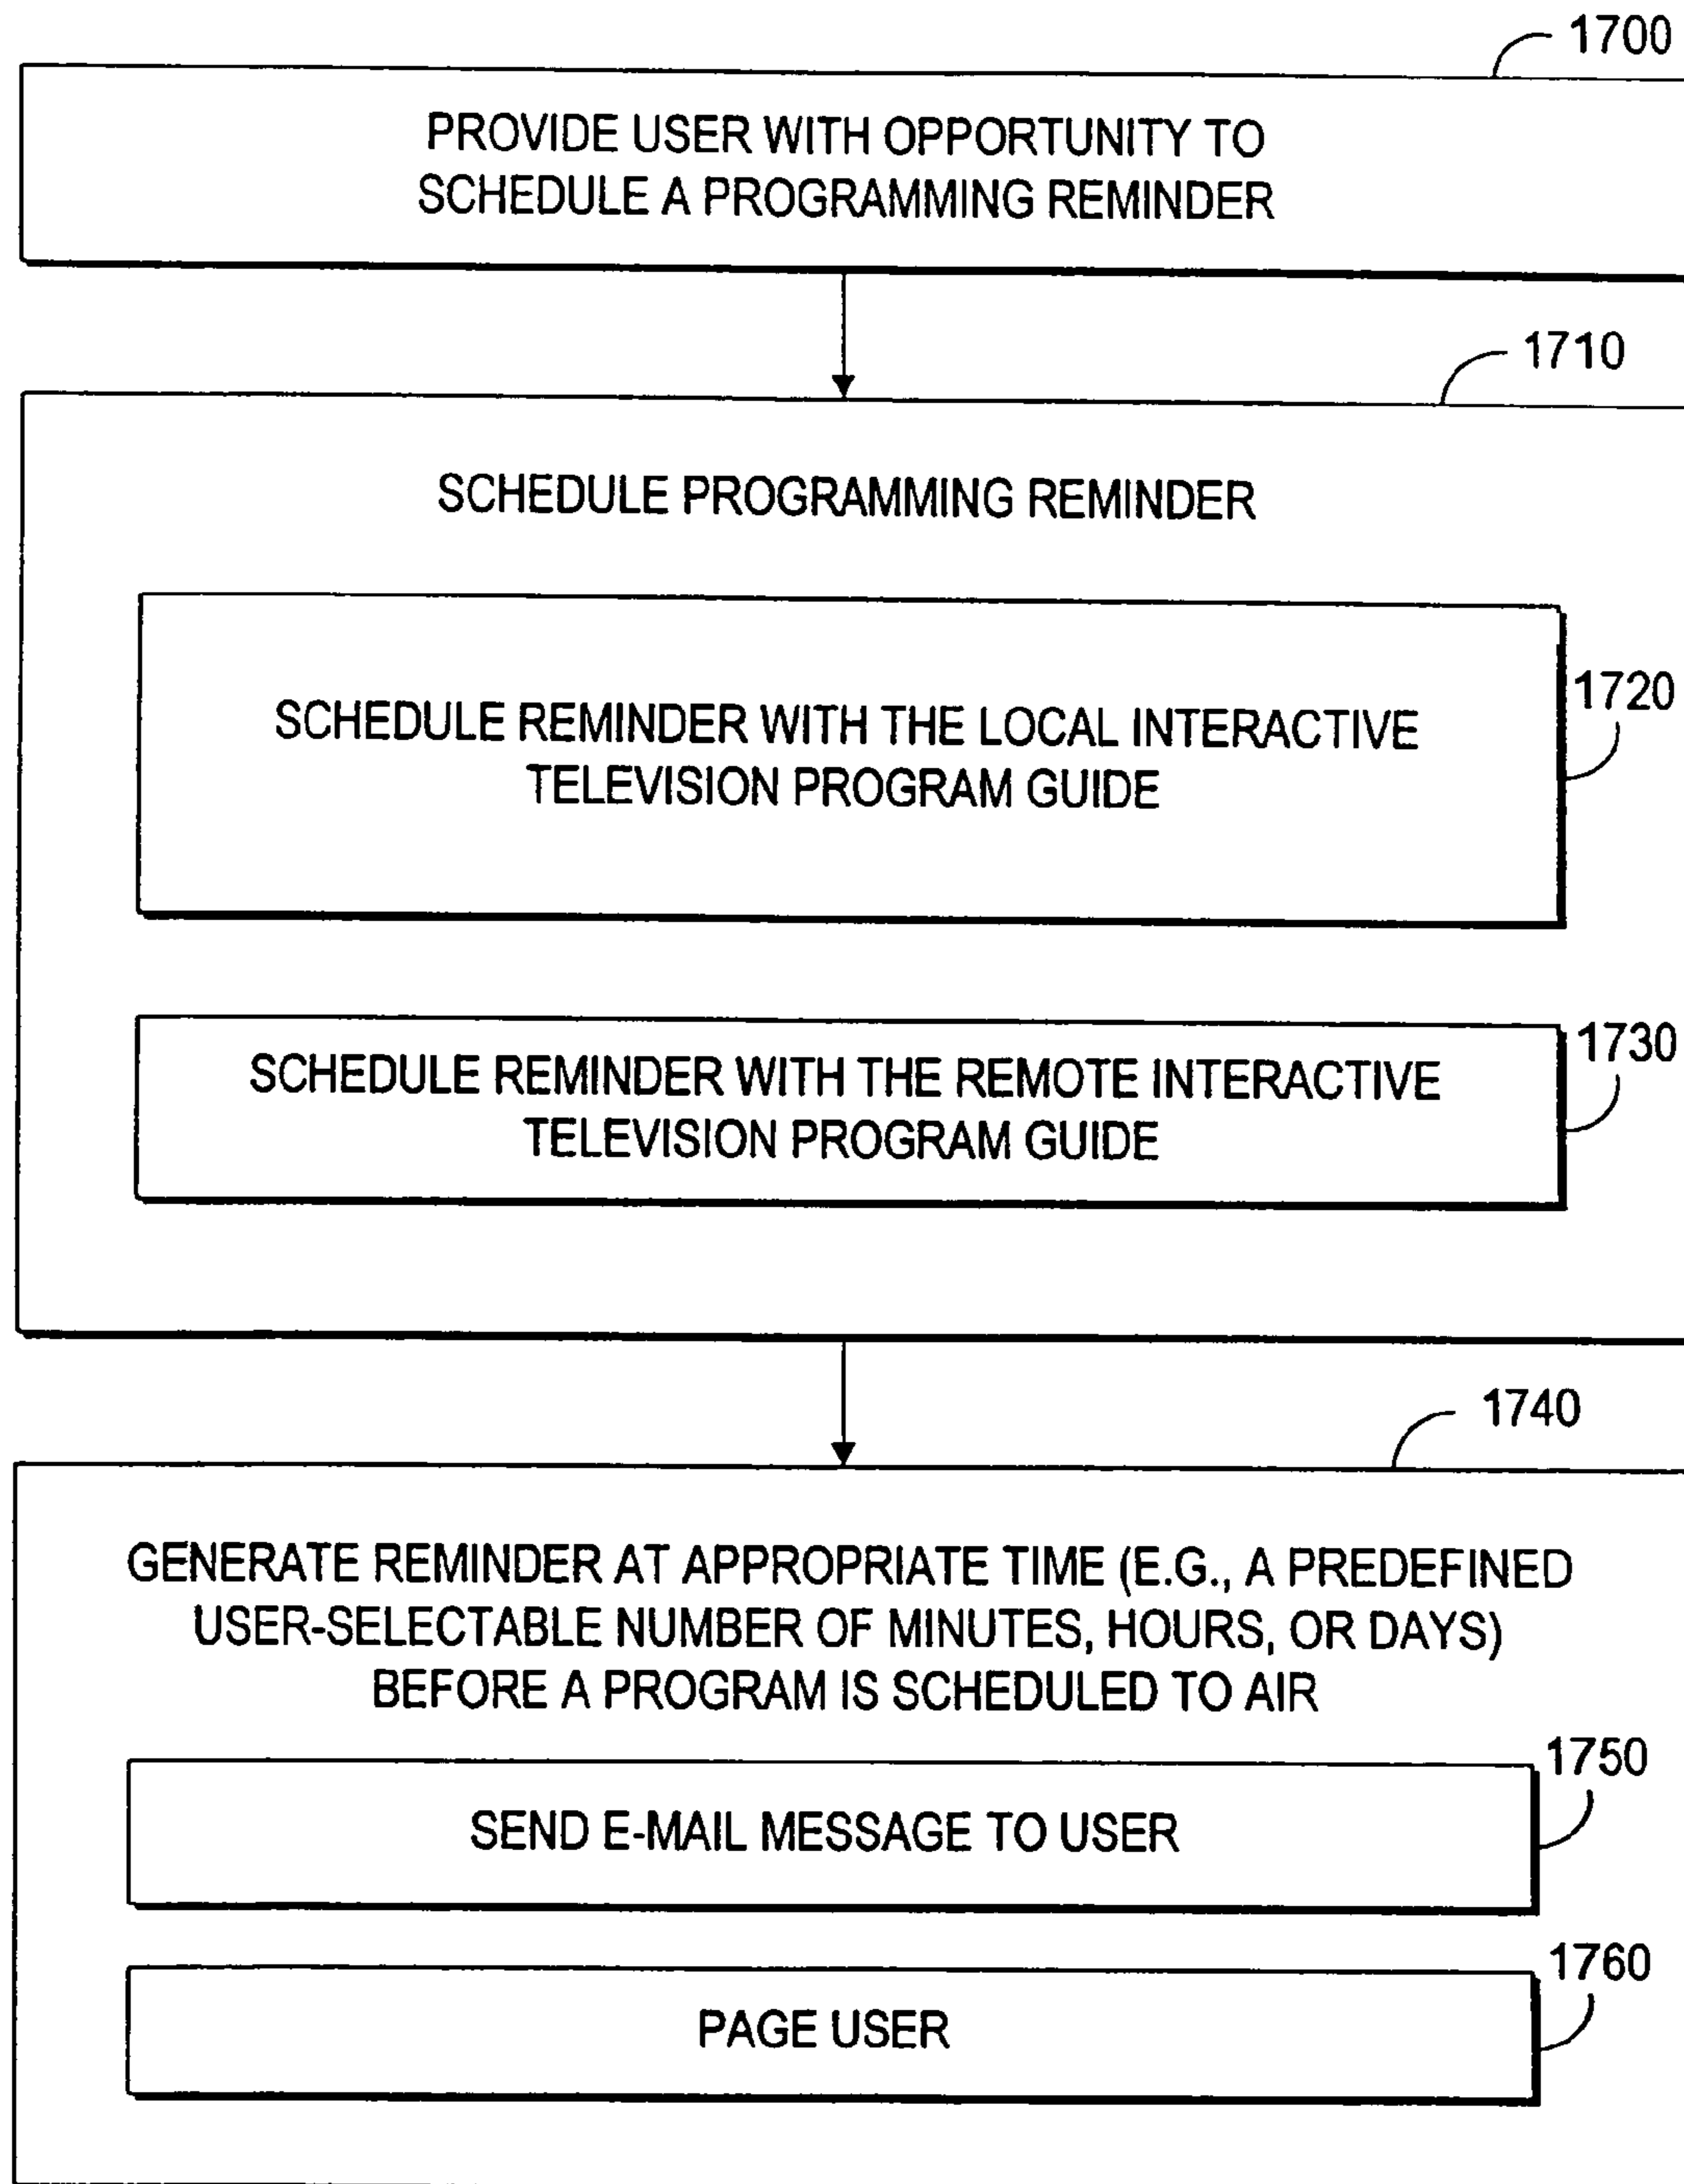 1700
PROVIDE USER WITH OPPORTUNITY TO
SCHEDULE A PROGRAMMING REMINDER
1710
SCHEDULE PROGRAMMING REMINDER
SCHEDULE REMINDER WITH THE LOCAL INTERACTIVE
TELEVISION PROGRAM GUIDE
1720
SCHEDULE REMINDER WITH THE REMOTE INTERACTIVE
TELEVISION PROGRAM GUIDE
1730
1740
GENERATE REMINDER AT APPROPRIATE TIME (E.G., A PREDEFINED
USER-SELECTABLE NUMBER OF MINUTES, HOURS, OR DAYS)
BEFORE A PROGRAM IS SCHEDULED TO AIR
1750
SEND E-MAIL MESSAGE TO USER
1760
PAGE USER